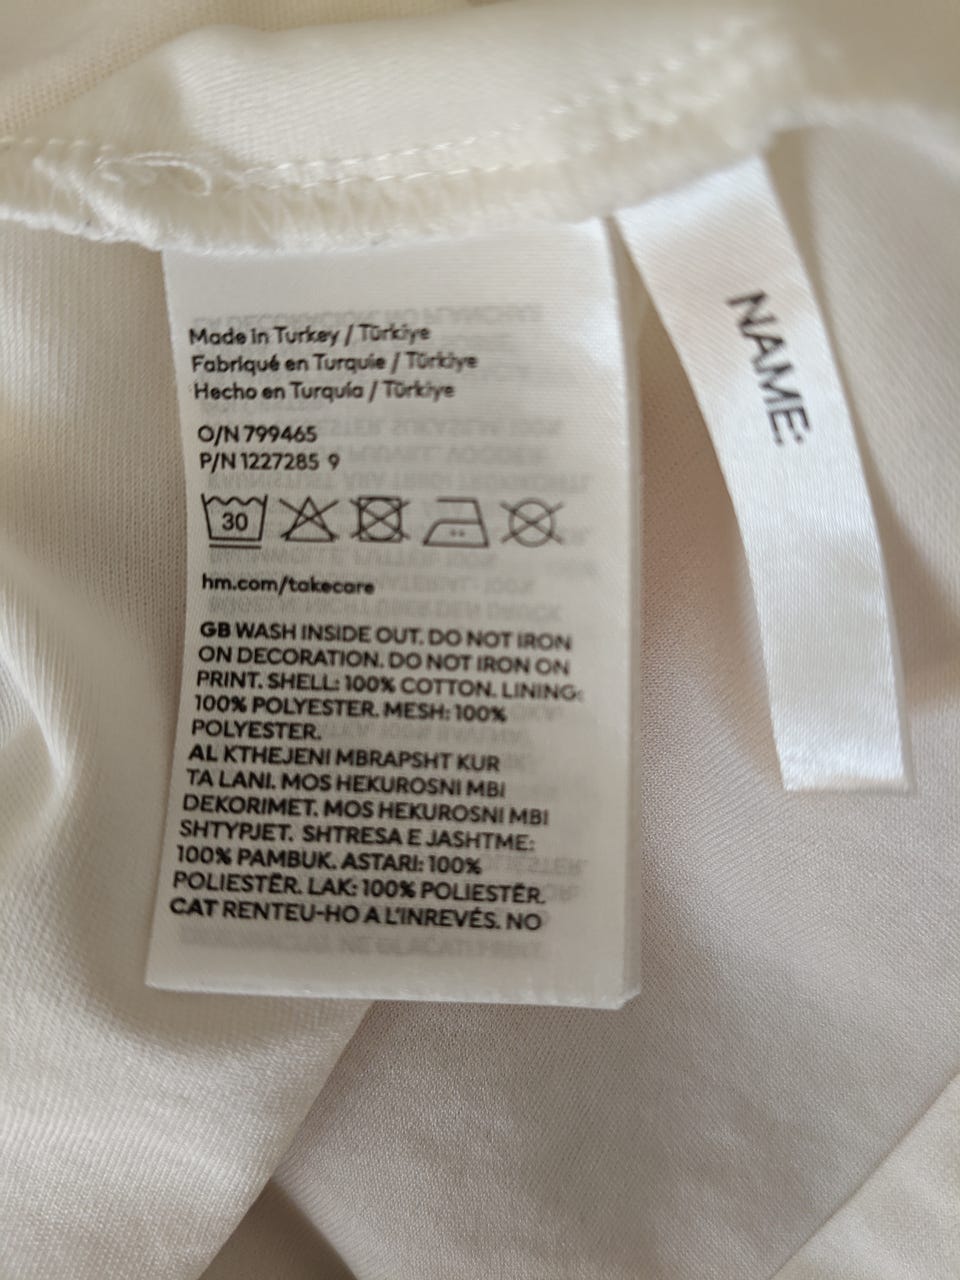 Made in Turkey / Türkiye
Fabriqué en Turquie / Türkiye
Hecho en Turquía / Türkiye
O/N 799465
P/N 1227285 9
30
hm.com/takecare
GB WASH INSIDE OUT. DO NOT IRON
ON DECORATION. DO NOT IRON ON
PRINT. SHELL: 100% COTTON. LINING:
100% POLYESTER. MESH: 100%
POLYESTER.
AL KTHEJENI MBRAPSHT KUR
TA LANI. MOS HEKUROSNI MBI
DEKORIMET. MOS HEKUROSNI MBI
SHTYPJET. SHTRESA E JASHTME:
100% PAMBUK. ASTARI: 100%
POLIESTËR. LAK: 100% POLIESTËR.
CAT RENTEU-HO A L'INREVÉS. NO
NAME: